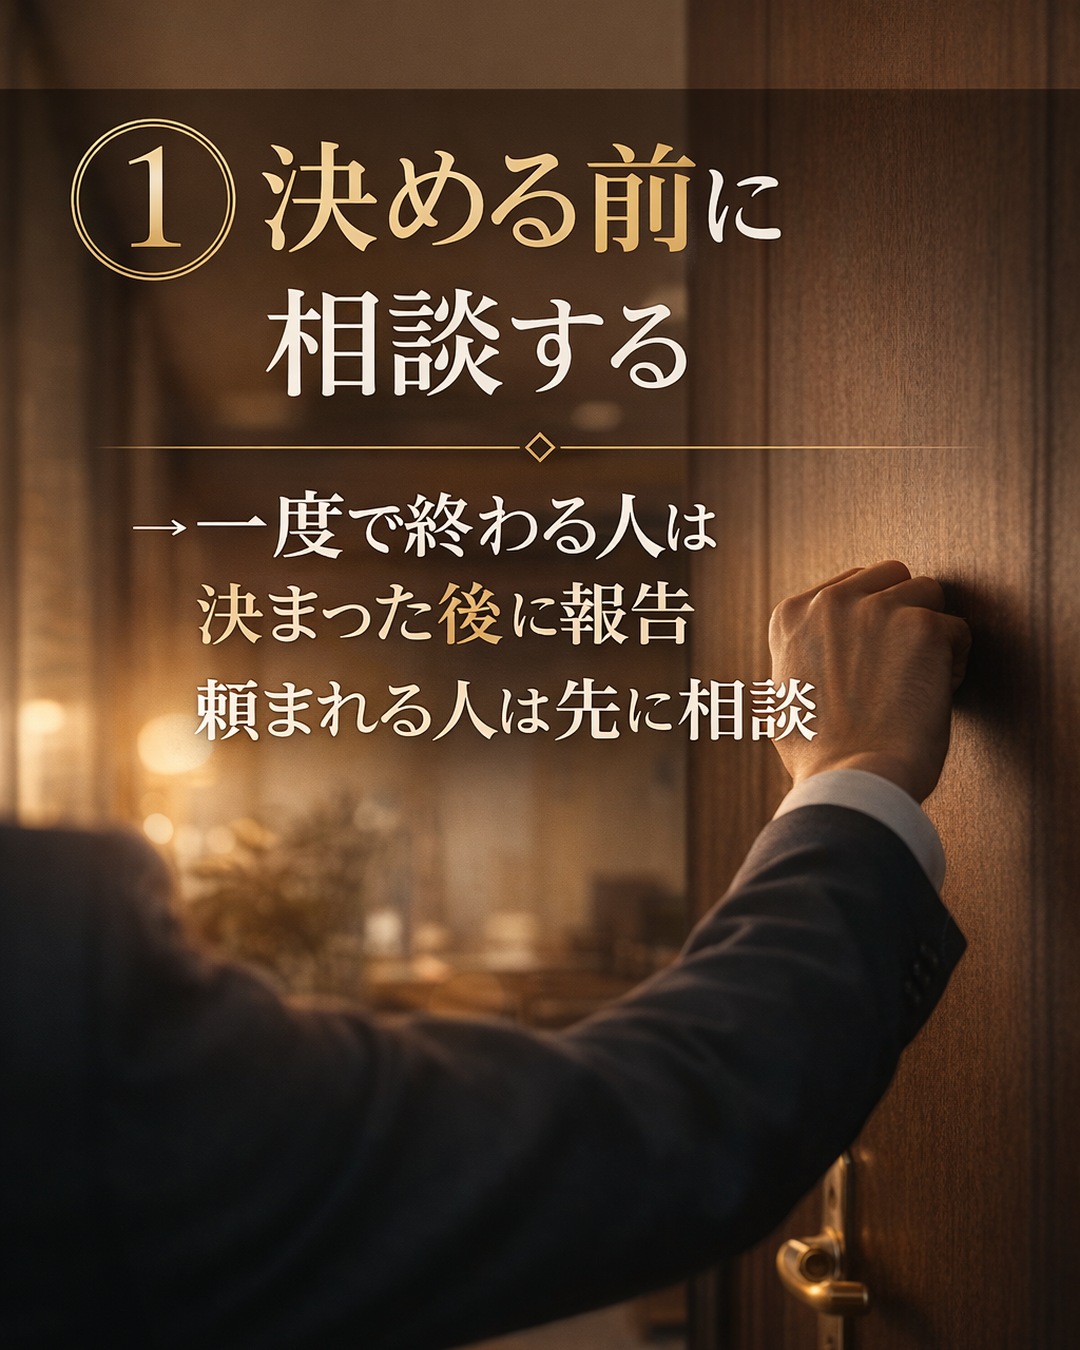 ① 決める前に
相談する
→一度で終わる人は
決まった後に報告
頼まれる人は先に相談